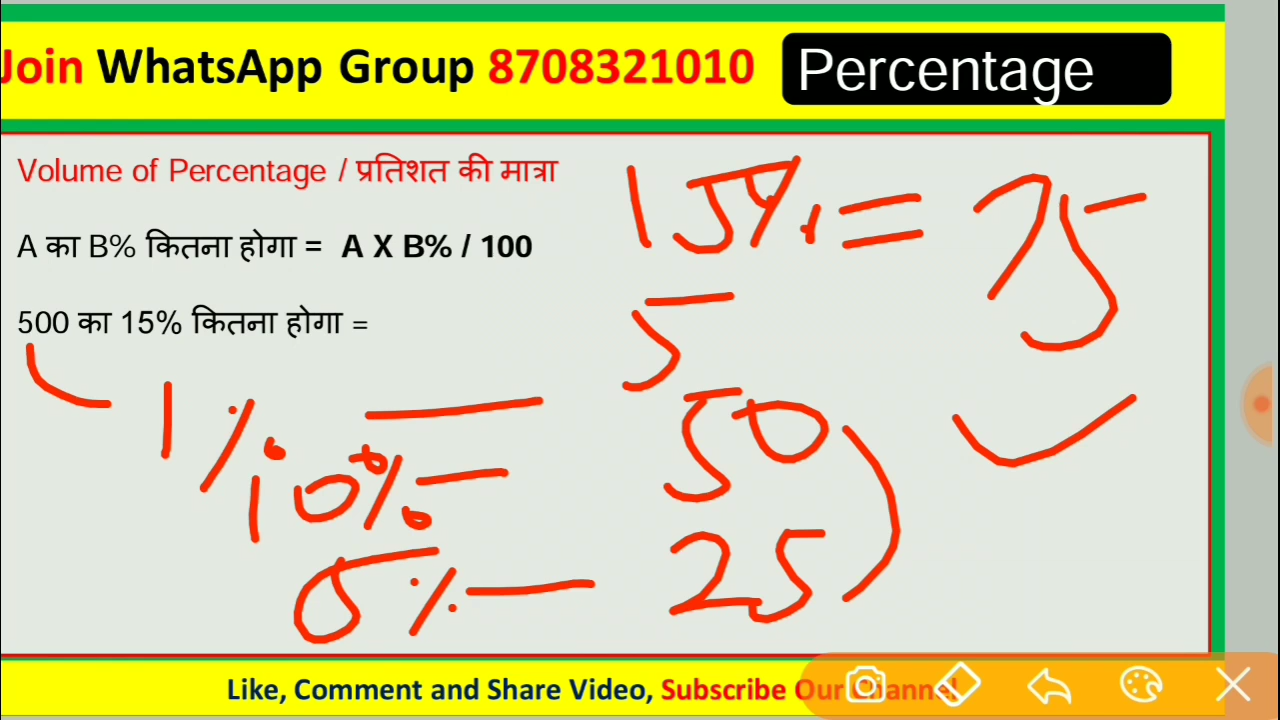 Join WhatsApp Group 8708321010 Percentage
Volume of Percentage / प्रतिशत की मात्रा
A का B% कितना होगा = A X B% / 100
500 का 15% कितना होगा =
15% = 75
1% — 5
10% — 50
5% — 25
Like, Comment and Share Video, Subscribe Our Channel